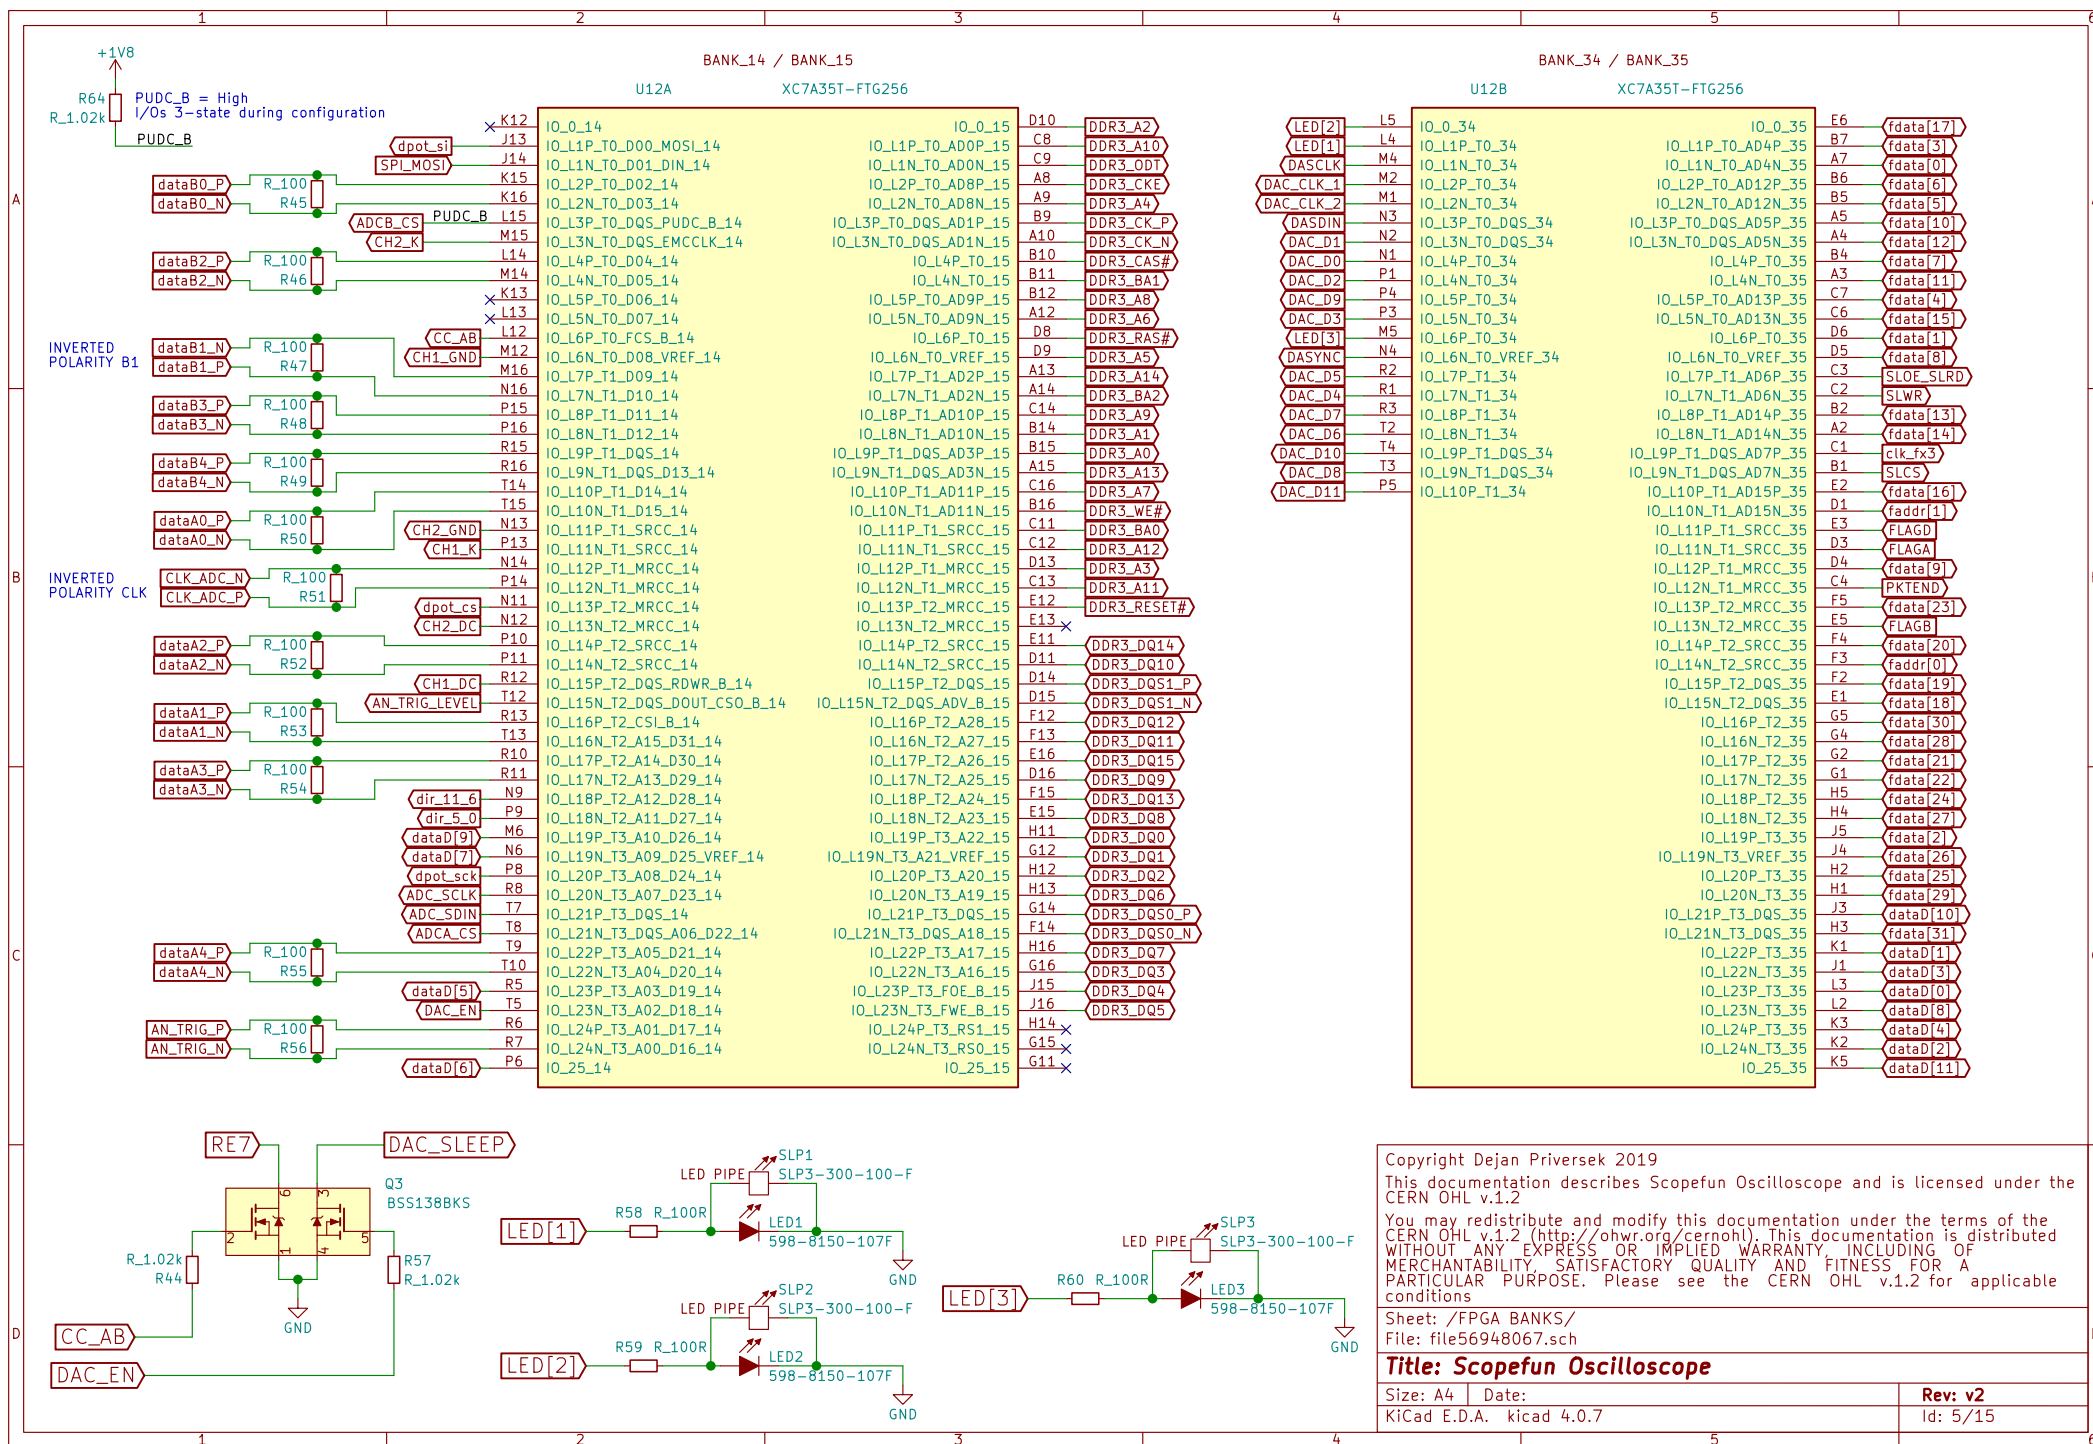 1 2 3 4 5 6
+1V8
R64
R_1.02k
PUDC_B = High
I/Os 3-state during configuration
PUDC_B
BANK_14 / BANK_15
U12A XC7A35T-FTG256
BANK_34 / BANK_35
U12B XC7A35T-FTG256
A
B
C
D
K12 IO_0_14
dpot_si J13 IO_L1P_T0_D00_MOSI_14
SPI_MOSI J14 IO_L1N_T0_D01_DIN_14
dataB0_P R_100 K15 IO_L2P_T0_D02_14
dataB0_N R45 K16 IO_L2N_T0_D03_14
ADCB_CS PUDC_B L15 IO_L3P_T0_DQS_PUDC_B_14
CH2_K M15 IO_L3N_T0_DQS_EMCCLK_14
dataB2_P R_100 L14 IO_L4P_T0_D04_14
dataB2_N R46 M14 IO_L4N_T0_D05_14
K13 IO_L5P_T0_D06_14
L13 IO_L5N_T0_D07_14
CC_AB L12 IO_L6P_T0_FCS_B_14
INVERTED
POLARITY B1
dataB1_N R_100
CH1_GND M12 IO_L6N_T0_D08_VREF_14
dataB1_P R47 M16 IO_L7P_T1_D09_14
N16 IO_L7N_T1_D10_14
dataB3_P R_100 P15 IO_L8P_T1_D11_14
dataB3_N R48 P16 IO_L8N_T1_D12_14
R15 IO_L9P_T1_DQS_14
dataB4_P R_100 R16 IO_L9N_T1_DQS_D13_14
dataB4_N R49 T14 IO_L10P_T1_D14_14
T15 IO_L10N_T1_D15_14
dataA0_P R_100
CH2_GND N13 IO_L11P_T1_SRCC_14
dataA0_N R50
CH1_K P13 IO_L11N_T1_SRCC_14
INVERTED
POLARITY CLK
CLK_ADC_N R_100 N14 IO_L12P_T1_MRCC_14
CLK_ADC_P R51 P14 IO_L12N_T1_MRCC_14
dpot_cs N11 IO_L13P_T2_MRCC_14
CH2_DC N12 IO_L13N_T2_MRCC_14
dataA2_P R_100 P10 IO_L14P_T2_SRCC_14
dataA2_N R52 P11 IO_L14N_T2_SRCC_14
CH1_DC R12 IO_L15P_T2_DQS_RDWR_B_14
AN_TRIG_LEVEL T12 IO_L15N_T2_DQS_DOUT_CSO_B_14
dataA1_P R_100 R13 IO_L16P_T2_CSI_B_14
dataA1_N R53 T13 IO_L16N_T2_A15_D31_14
R10 IO_L17P_T2_A14_D30_14
dataA3_P R_100 R11 IO_L17N_T2_A13_D29_14
dataA3_N R54
dir_11_6 N9 IO_L18P_T2_A12_D28_14
dir_5_0 P9 IO_L18N_T2_A11_D27_14
dataD[9] M6 IO_L19P_T3_A10_D26_14
dataD[7] N6 IO_L19N_T3_A09_D25_VREF_14
dpot_sck P8 IO_L20P_T3_A08_D24_14
ADC_SCLK R8 IO_L20N_T3_A07_D23_14
ADC_SDIN T7 IO_L21P_T3_DQS_14
ADCA_CS T8 IO_L21N_T3_DQS_A06_D22_14
dataA4_P R_100 T9 IO_L22P_T3_A05_D21_14
dataA4_N R55 T10 IO_L22N_T3_A04_D20_14
dataD[5] R5 IO_L23P_T3_A03_D19_14
DAC_EN T5 IO_L23N_T3_A02_D18_14
AN_TRIG_P R_100 R6 IO_L24P_T3_A01_D17_14
AN_TRIG_N R56 R7 IO_L24N_T3_A00_D16_14
dataD[6] P6 IO_25_14
IO_0_15 D10 DDR3_A2
IO_L1P_T0_AD0P_15 C8 DDR3_A10
IO_L1N_T0_AD0N_15 C9 DDR3_ODT
IO_L2P_T0_AD8P_15 A8 DDR3_CKE
IO_L2N_T0_AD8N_15 A9 DDR3_A4
IO_L3P_T0_DQS_AD1P_15 B9 DDR3_CK_P
IO_L3N_T0_DQS_AD1N_15 A10 DDR3_CK_N
IO_L4P_T0_15 B10 DDR3_CAS#
IO_L4N_T0_15 B11 DDR3_BA1
IO_L5P_T0_AD9P_15 B12 DDR3_A8
IO_L5N_T0_AD9N_15 A12 DDR3_A6
IO_L6P_T0_15 D8 DDR3_RAS#
IO_L6N_T0_VREF_15 D9 DDR3_A5
IO_L7P_T1_AD2P_15 A13 DDR3_A14
IO_L7N_T1_AD2N_15 A14 DDR3_BA2
IO_L8P_T1_AD10P_15 C14 DDR3_A9
IO_L8N_T1_AD10N_15 B14 DDR3_A1
IO_L9P_T1_DQS_AD3P_15 B15 DDR3_A0
IO_L9N_T1_DQS_AD3N_15 A15 DDR3_A13
IO_L10P_T1_AD11P_15 C16 DDR3_A7
IO_L10N_T1_AD11N_15 B16 DDR3_WE#
IO_L11P_T1_SRCC_15 C11 DDR3_BA0
IO_L11N_T1_SRCC_15 C12 DDR3_A12
IO_L12P_T1_MRCC_15 D13 DDR3_A3
IO_L12N_T1_MRCC_15 C13 DDR3_A11
IO_L13P_T2_MRCC_15 E12 DDR3_RESET#
IO_L13N_T2_MRCC_15 E13
IO_L14P_T2_SRCC_15 E11 DDR3_DQ14
IO_L14N_T2_SRCC_15 D11 DDR3_DQ10
IO_L15P_T2_DQS_15 D14 DDR3_DQS1_P
IO_L15N_T2_DQS_ADV_B_15 D15 DDR3_DQS1_N
IO_L16P_T2_A28_15 F12 DDR3_DQ12
IO_L16N_T2_A27_15 F13 DDR3_DQ11
IO_L17P_T2_A26_15 E16 DDR3_DQ15
IO_L17N_T2_A25_15 D16 DDR3_DQ9
IO_L18P_T2_A24_15 F15 DDR3_DQ13
IO_L18N_T2_A23_15 E15 DDR3_DQ8
IO_L19P_T3_A22_15 H11 DDR3_DQ0
IO_L19N_T3_A21_VREF_15 G12 DDR3_DQ1
IO_L20P_T3_A20_15 H12 DDR3_DQ2
IO_L20N_T3_A19_15 H13 DDR3_DQ6
IO_L21P_T3_DQS_15 G14 DDR3_DQS0_P
IO_L21N_T3_DQS_A18_15 F14 DDR3_DQS0_N
IO_L22P_T3_A17_15 H16 DDR3_DQ7
IO_L22N_T3_A16_15 G16 DDR3_DQ3
IO_L23P_T3_FOE_B_15 J15 DDR3_DQ4
IO_L23N_T3_FWE_B_15 J16 DDR3_DQ5
IO_L24P_T3_RS1_15 H14
IO_L24N_T3_RS0_15 G15
IO_25_15 G11
LED[2] L5 IO_0_34
LED[1] L4 IO_L1P_T0_34
DASCLK M4 IO_L1N_T0_34
DAC_CLK_1 M2 IO_L2P_T0_34
DAC_CLK_2 M1 IO_L2N_T0_34
DASDIN N3 IO_L3P_T0_DQS_34
DAC_D1 N2 IO_L3N_T0_DQS_34
DAC_D0 N1 IO_L4P_T0_34
DAC_D2 P1 IO_L4N_T0_34
DAC_D9 P4 IO_L5P_T0_34
DAC_D3 P3 IO_L5N_T0_34
LED[3] M5 IO_L6P_T0_34
DASYNC N4 IO_L6N_T0_VREF_34
DAC_D5 R2 IO_L7P_T1_34
DAC_D4 R1 IO_L7N_T1_34
DAC_D7 R3 IO_L8P_T1_34
DAC_D6 T2 IO_L8N_T1_34
DAC_D10 T4 IO_L9P_T1_DQS_34
DAC_D8 T3 IO_L9N_T1_DQS_34
DAC_D11 P5 IO_L10P_T1_34
IO_0_35 E6 fdata[17]
IO_L1P_T0_AD4P_35 B7 fdata[3]
IO_L1N_T0_AD4N_35 A7 fdata[0]
IO_L2P_T0_AD12P_35 B6 fdata[6]
IO_L2N_T0_AD12N_35 B5 fdata[5]
IO_L3P_T0_DQS_AD5P_35 A5 fdata[10]
IO_L3N_T0_DQS_AD5N_35 A4 fdata[12]
IO_L4P_T0_35 B4 fdata[7]
IO_L4N_T0_35 A3 fdata[11]
IO_L5P_T0_AD13P_35 C7 fdata[4]
IO_L5N_T0_AD13N_35 C6 fdata[15]
IO_L6P_T0_35 D6 fdata[1]
IO_L6N_T0_VREF_35 D5 fdata[8]
IO_L7P_T1_AD6P_35 C3 SLOE_SLRD
IO_L7N_T1_AD6N_35 C2 SLWR
IO_L8P_T1_AD14P_35 B2 fdata[13]
IO_L8N_T1_AD14N_35 A2 fdata[14]
IO_L9P_T1_DQS_AD7P_35 C1 clk_fx3
IO_L9N_T1_DQS_AD7N_35 B1 SLCS
IO_L10P_T1_AD15P_35 E2 fdata[16]
IO_L10N_T1_AD15N_35 D1 faddr[1]
IO_L11P_T1_SRCC_35 E3 FLAGD
IO_L11N_T1_SRCC_35 D3 FLAGA
IO_L12P_T1_MRCC_35 D4 fdata[9]
IO_L12N_T1_MRCC_35 C4 PKTEND
IO_L13P_T2_MRCC_35 F5 fdata[23]
IO_L13N_T2_MRCC_35 E5 FLAGB
IO_L14P_T2_SRCC_35 F4 fdata[20]
IO_L14N_T2_SRCC_35 F3 faddr[0]
IO_L15P_T2_DQS_35 F2 fdata[19]
IO_L15N_T2_DQS_35 E1 fdata[18]
IO_L16P_T2_35 G5 fdata[30]
IO_L16N_T2_35 G4 fdata[28]
IO_L17P_T2_35 G2 fdata[21]
IO_L17N_T2_35 G1 fdata[22]
IO_L18P_T2_35 H5 fdata[24]
IO_L18N_T2_35 H4 fdata[27]
IO_L19P_T3_35 J5 fdata[2]
IO_L19N_T3_VREF_35 J4 fdata[26]
IO_L20P_T3_35 H2 fdata[25]
IO_L20N_T3_35 H1 fdata[29]
IO_L21P_T3_DQS_35 J3 dataD[10]
IO_L21N_T3_DQS_35 H3 fdata[31]
IO_L22P_T3_35 K1 dataD[1]
IO_L22N_T3_35 J1 dataD[3]
IO_L23P_T3_35 L3 dataD[0]
IO_L23N_T3_35 L2 dataD[8]
IO_L24P_T3_35 K3 dataD[4]
IO_L24N_T3_35 K2 dataD[2]
IO_25_35 K5 dataD[11]
RE7 DAC_SLEEP
Q3
BSS138BKS
6 3
2 1 4 5
R_1.02k
R44
R57
R_1.02k
GND
CC_AB
DAC_EN
SLP1
LED PIPE SLP3-300-100-F
R58 R_100R
LED[1] LED1
598-8150-107F
GND
SLP2
LED PIPE SLP3-300-100-F
R59 R_100R
LED[2] LED2
598-8150-107F
GND
SLP3
LED PIPE SLP3-300-100-F
R60 R_100R
LED[3] LED3
598-8150-107F
GND
Copyright Dejan Priversek 2019
This documentation describes Scopefun Oscilloscope and is licensed under the
CERN OHL v.1.2
You may redistribute and modify this documentation under the terms of the
CERN OHL v.1.2 (http://ohwr.org/cernohl). This documentation is distributed
WITHOUT ANY EXPRESS OR IMPLIED WARRANTY, INCLUDING OF
MERCHANTABILITY, SATISFACTORY QUALITY AND FITNESS FOR A
PARTICULAR PURPOSE. Please see the CERN OHL v.1.2 for applicable
conditions
Sheet: /FPGA BANKS/
File: file56948067.sch
Title: Scopefun Oscilloscope
Size: A4 Date: Rev: v2
KiCad E.D.A. kicad 4.0.7 Id: 5/15
1 2 3 4 5 6